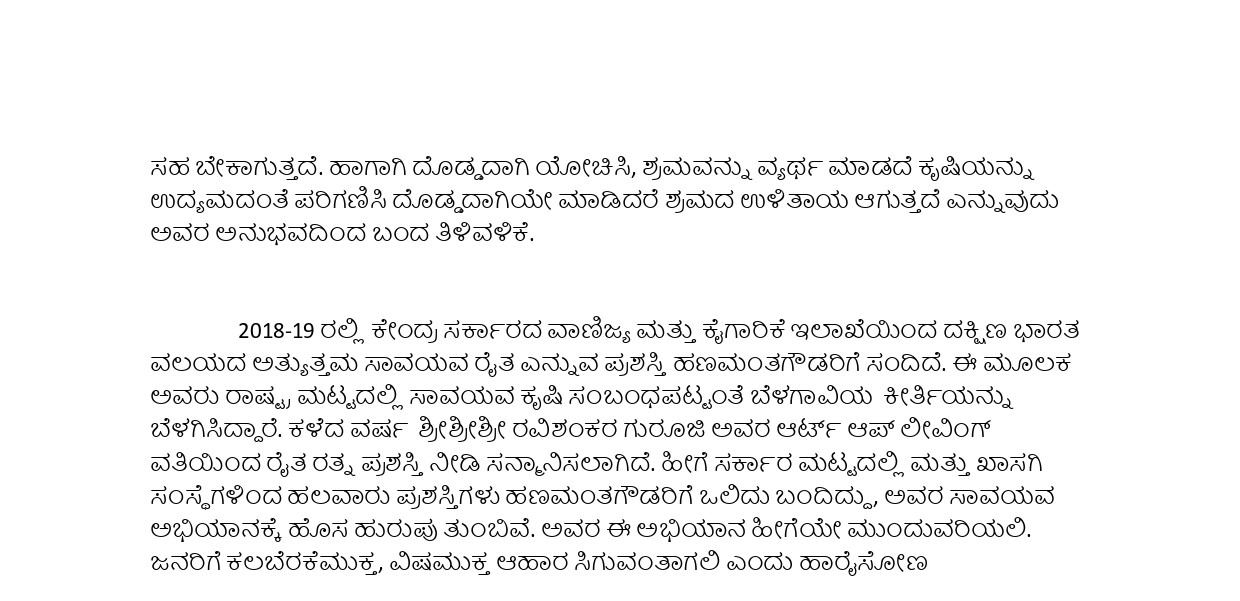 ಸಹ ಬೇಕಾಗುತ್ತದೆ. ಹಾಗಾಗಿ ದೊಡ್ಡದಾಗಿ ಯೋಚಿಸಿ, ಶ್ರಮವನ್ನು ವ್ಯರ್ಥ ಮಾಡದೆ ಕೃಷಿಯನ್ನು
ಉದ್ಯಮದಂತೆ ಪರಿಗಣಿಸಿ ದೊಡ್ಡದಾಗಿಯೇ ಮಾಡಿದರೆ ಶ್ರಮದ ಉಳಿತಾಯ ಆಗುತ್ತದೆ ಎನ್ನುವುದು
ಅವರ ಅನುಭವದಿಂದ ಬಂದ ತಿಳಿವಳಿಕೆ.
2018-19 ರಲ್ಲಿ ಕೇಂದ್ರ ಸರ್ಕಾರದ ವಾಣಿಜ್ಯ ಮತ್ತು ಕೈಗಾರಿಕೆ ಇಲಾಖೆಯಿಂದ ದಕ್ಷಿಣ ಭಾರತ
ವಲಯದ ಅತ್ಯುತ್ತಮ ಸಾವಯವ ರೈತ ಎನ್ನುವ ಪ್ರಶಸ್ತಿ ಹಣಮಂತಗೌಡರಿಗೆ ಸಂದಿದೆ. ಈ ಮೂಲಕ
ಅವರು ರಾಷ್ಟ್ರ ಮಟ್ಟದಲ್ಲಿ ಸಾವಯವ ಕೃಷಿ ಸಂಬಂಧಪಟ್ಟಂತೆ ಬೆಳಗಾವಿಯ ಕೀರ್ತಿಯನ್ನು
ಬೆಳಗಿಸಿದ್ದಾರೆ. ಕಳೆದ ವರ್ಷ ಶ್ರೀಶ್ರೀಶ್ರೀ ರವಿಶಂಕರ ಗುರೂಜಿ ಅವರ ಆರ್ಟ್ ಆಪ್ ಲೀವಿಂಗ್
ವತಿಯಿಂದ ರೈತ ರತ್ನ ಪ್ರಶಸ್ತಿ ನೀಡಿ ಸನ್ಮಾನಿಸಲಾಗಿದೆ. ಹೀಗೆ ಸರ್ಕಾರ ಮಟ್ಟದಲ್ಲಿ ಮತ್ತು ಖಾಸಗಿ
ಸಂಸ್ಥೆಗಳಿಂದ ಹಲವಾರು ಪ್ರಶಸ್ತಿಗಳು ಹಣಮಂತಗೌಡರಿಗೆ ಒಲಿದು ಬಂದಿದ್ದು, ಅವರ ಸಾವಯವ
ಅಭಿಯಾನಕ್ಕೆ ಹೊಸ ಹುರುಪು ತುಂಬಿವೆ. ಅವರ ಈ ಅಭಿಯಾನ ಹೀಗೆಯೇ ಮುಂದುವರಿಯಲಿ.
ಜನರಿಗೆ ಕಲಬೆರಕೆಮುಕ್ತ, ವಿಷಮುಕ್ತ ಆಹಾರ ಸಿಗುವಂತಾಗಲಿ ಎಂದು ಹಾರೈಸೋಣ